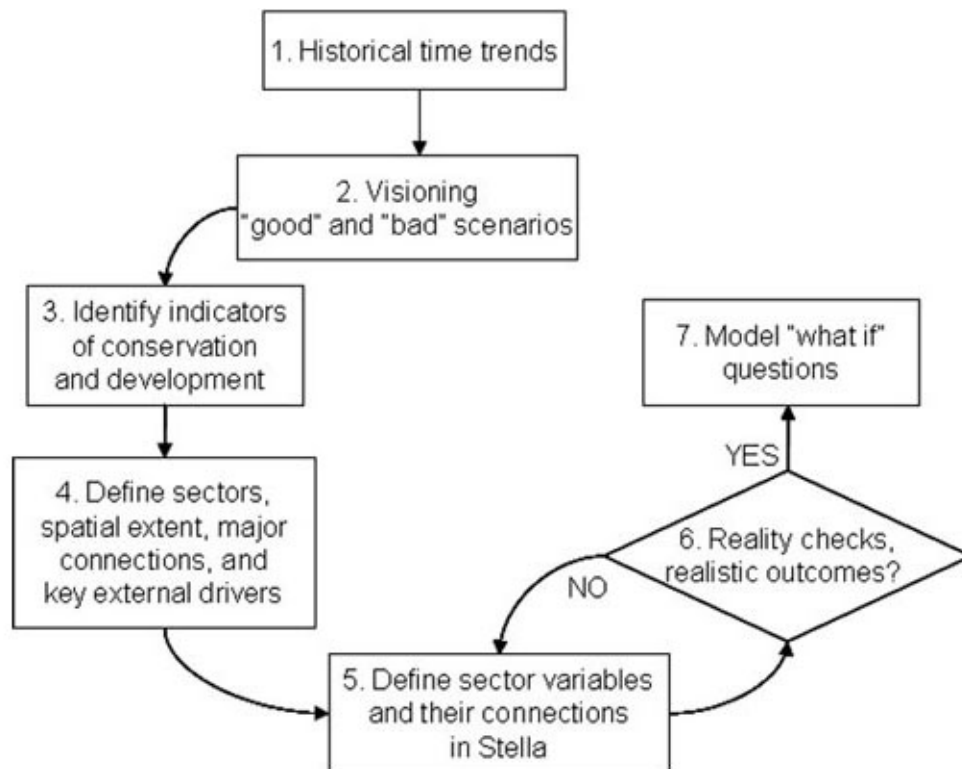 1. Historical time trends
2. Visioning
"good" and "bad" scenarios
3. Identify indicators
of conservation
and development
4. Define sectors,
spatial extent, major
connections, and
key external drivers
5. Define sector variables
and their connections
in Stella
6. Reality checks,
realistic outcomes?
NO
YES
7. Model "what if"
questions